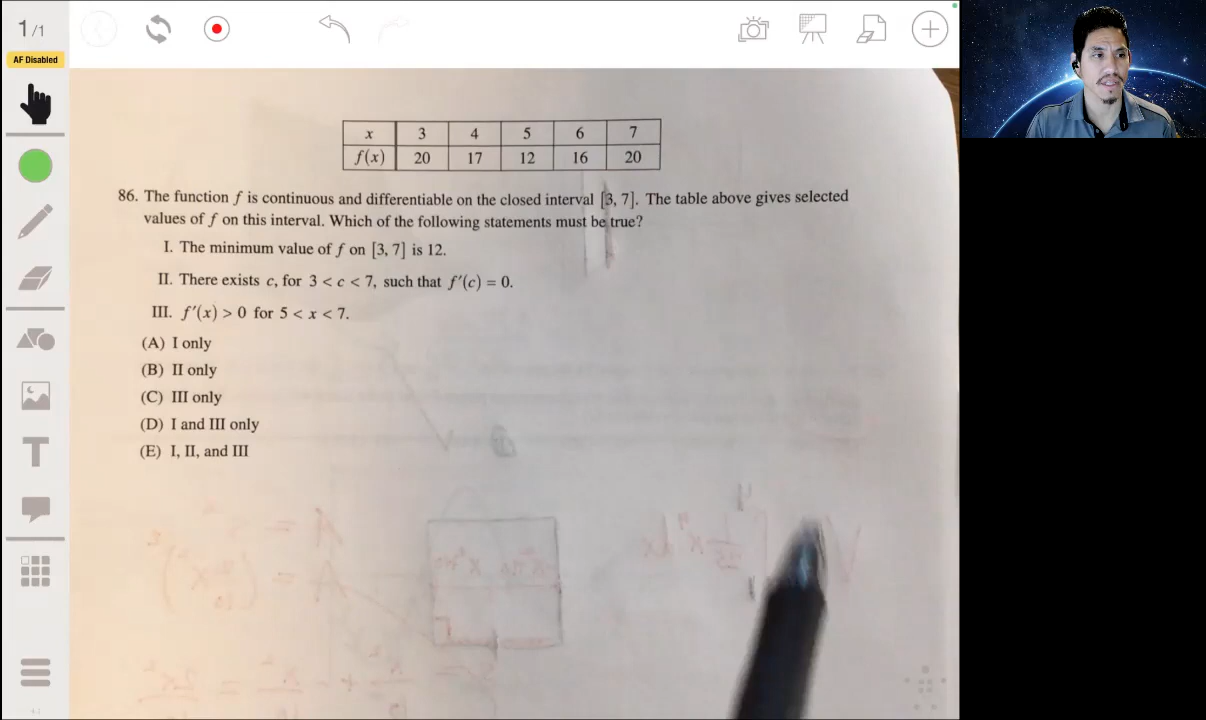 1/1
AF Disabled
x 3 4 5 6 7
f(x) 20 17 12 16 20
86. The function f is continuous and differentiable on the closed interval [3, 7]. The table above gives selected
values of f on this interval. Which of the following statements must be true?
I. The minimum value of f on [3, 7] is 12.
II. There exists c, for 3 < c < 7, such that f′(c) = 0.
III. f′(x) > 0 for 5 < x < 7.
(A) I only
(B) II only
(C) III only
(D) I and III only
(E) I, II, and III
T